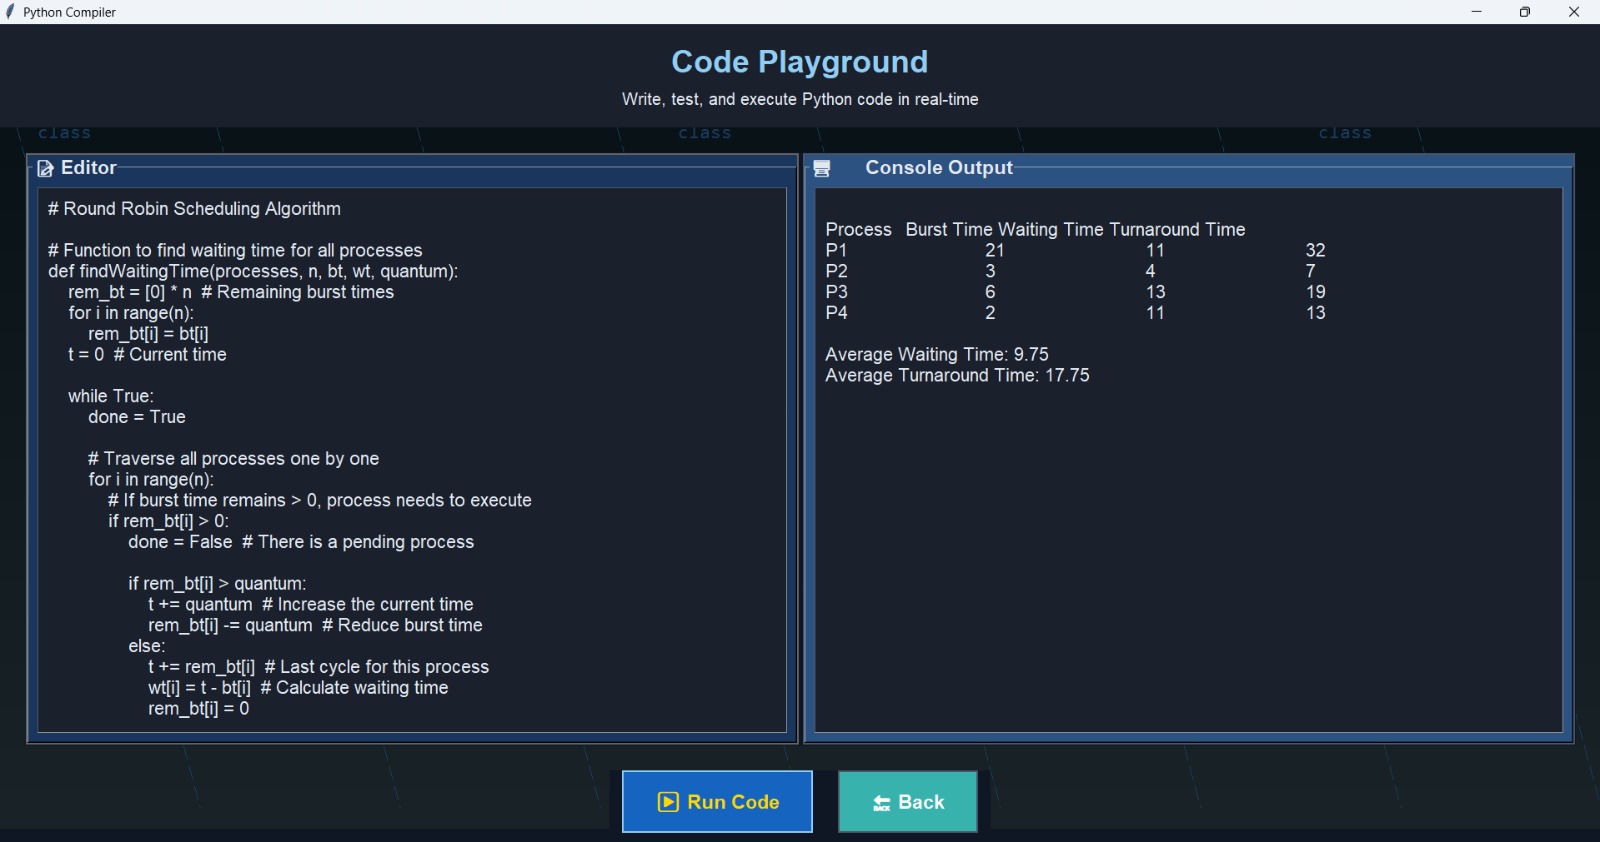 Python Compiler
Code Playground
Write, test, and execute Python code in real-time
class class class
Editor
# Round Robin Scheduling Algorithm
# Function to find waiting time for all processes
def findWaitingTime(processes, n, bt, wt, quantum):
rem_bt = [0] * n # Remaining burst times
for i in range(n):
rem_bt[i] = bt[i]
t = 0 # Current time
while True:
done = True
# Traverse all processes one by one
for i in range(n):
# If burst time remains > 0, process needs to execute
if rem_bt[i] > 0:
done = False # There is a pending process
if rem_bt[i] > quantum:
t += quantum # Increase the current time
rem_bt[i] -= quantum # Reduce burst time
else:
t += rem_bt[i] # Last cycle for this process
wt[i] = t - bt[i] # Calculate waiting time
rem_bt[i] = 0
Console Output
Process Burst Time Waiting Time Turnaround Time
P1 21 11 32
P2 3 4 7
P3 6 13 19
P4 2 11 13
Average Waiting Time: 9.75
Average Turnaround Time: 17.75
Run Code
BACK Back